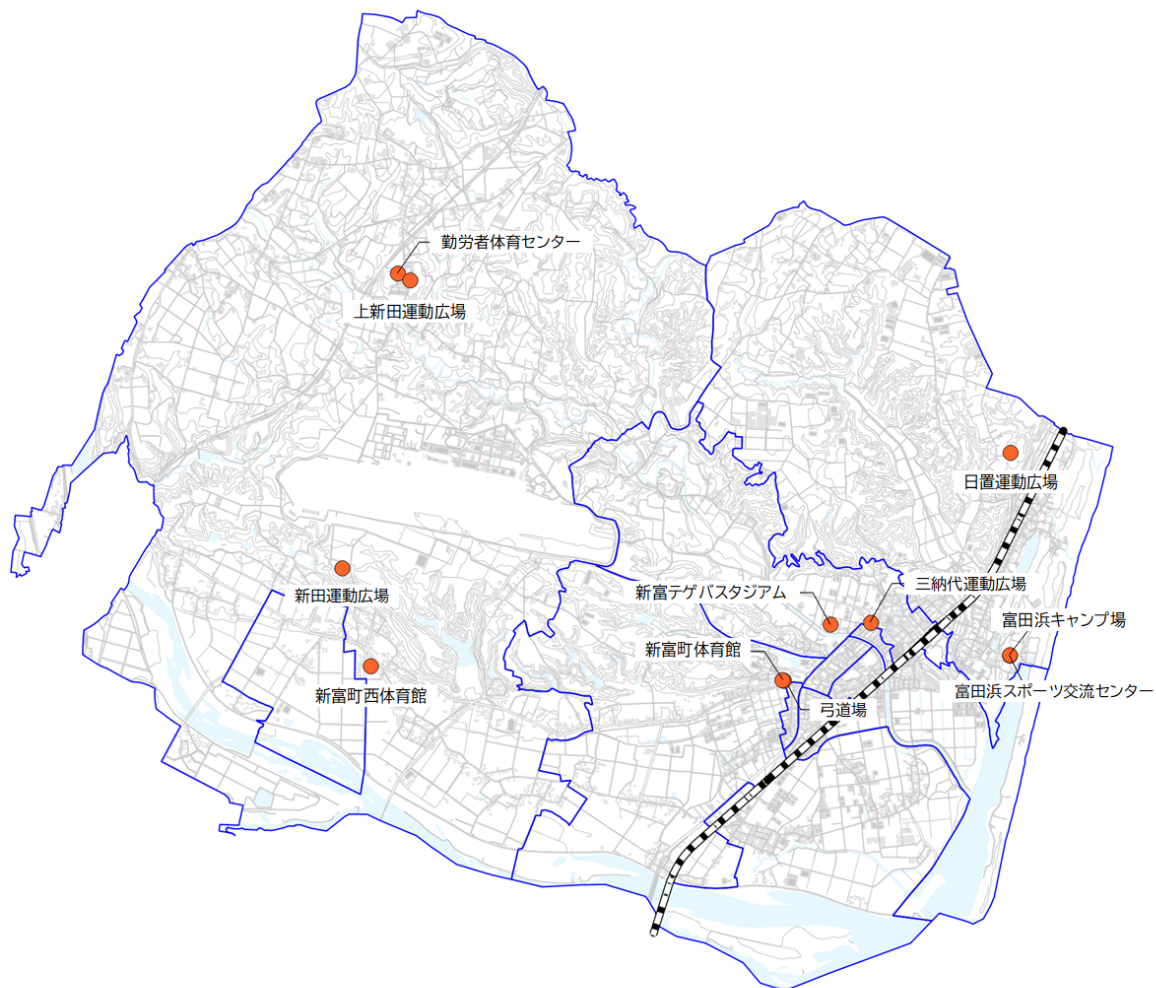 勤労者体育センター
上新田運動広場
日置運動広場
三納代運動広場
新富テゲバスタジアム
新田運動広場
富田浜キャンプ場
新富町体育館
新富町西体育館
富田浜スポーツ交流センター
弓道場